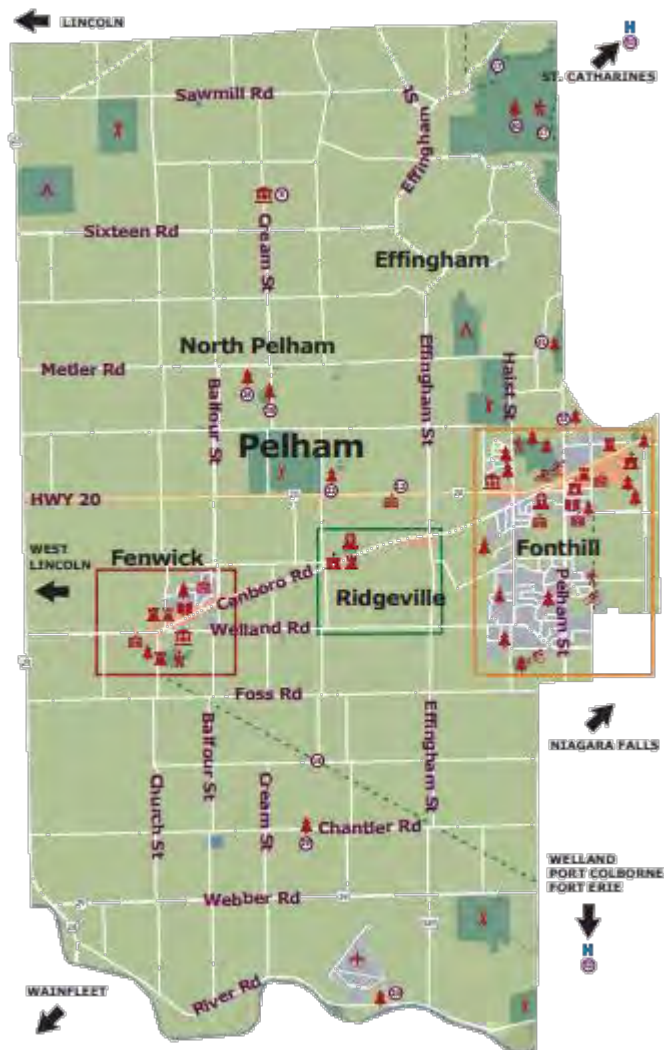 LINCOLN
H
ST. CATHARINES
Sawmill Rd
Effingham St
Cream St
Sixteen Rd
Effingham
North Pelham
Metler Rd
Balfour St
Effingham St
Haist St
Pelham
HWY 20
20
WEST
LINCOLN
Fenwick
Canboro Rd
Ridgeville
Fonthill
Pelham St
Welland Rd
Foss Rd
Balfour St
Effingham St
NIAGARA FALLS
Church St
Cream St
Chantler Rd
WELLAND
PORT COLBORNE
FORT ERIE
Webber Rd
H
WAINFLEET
River Rd